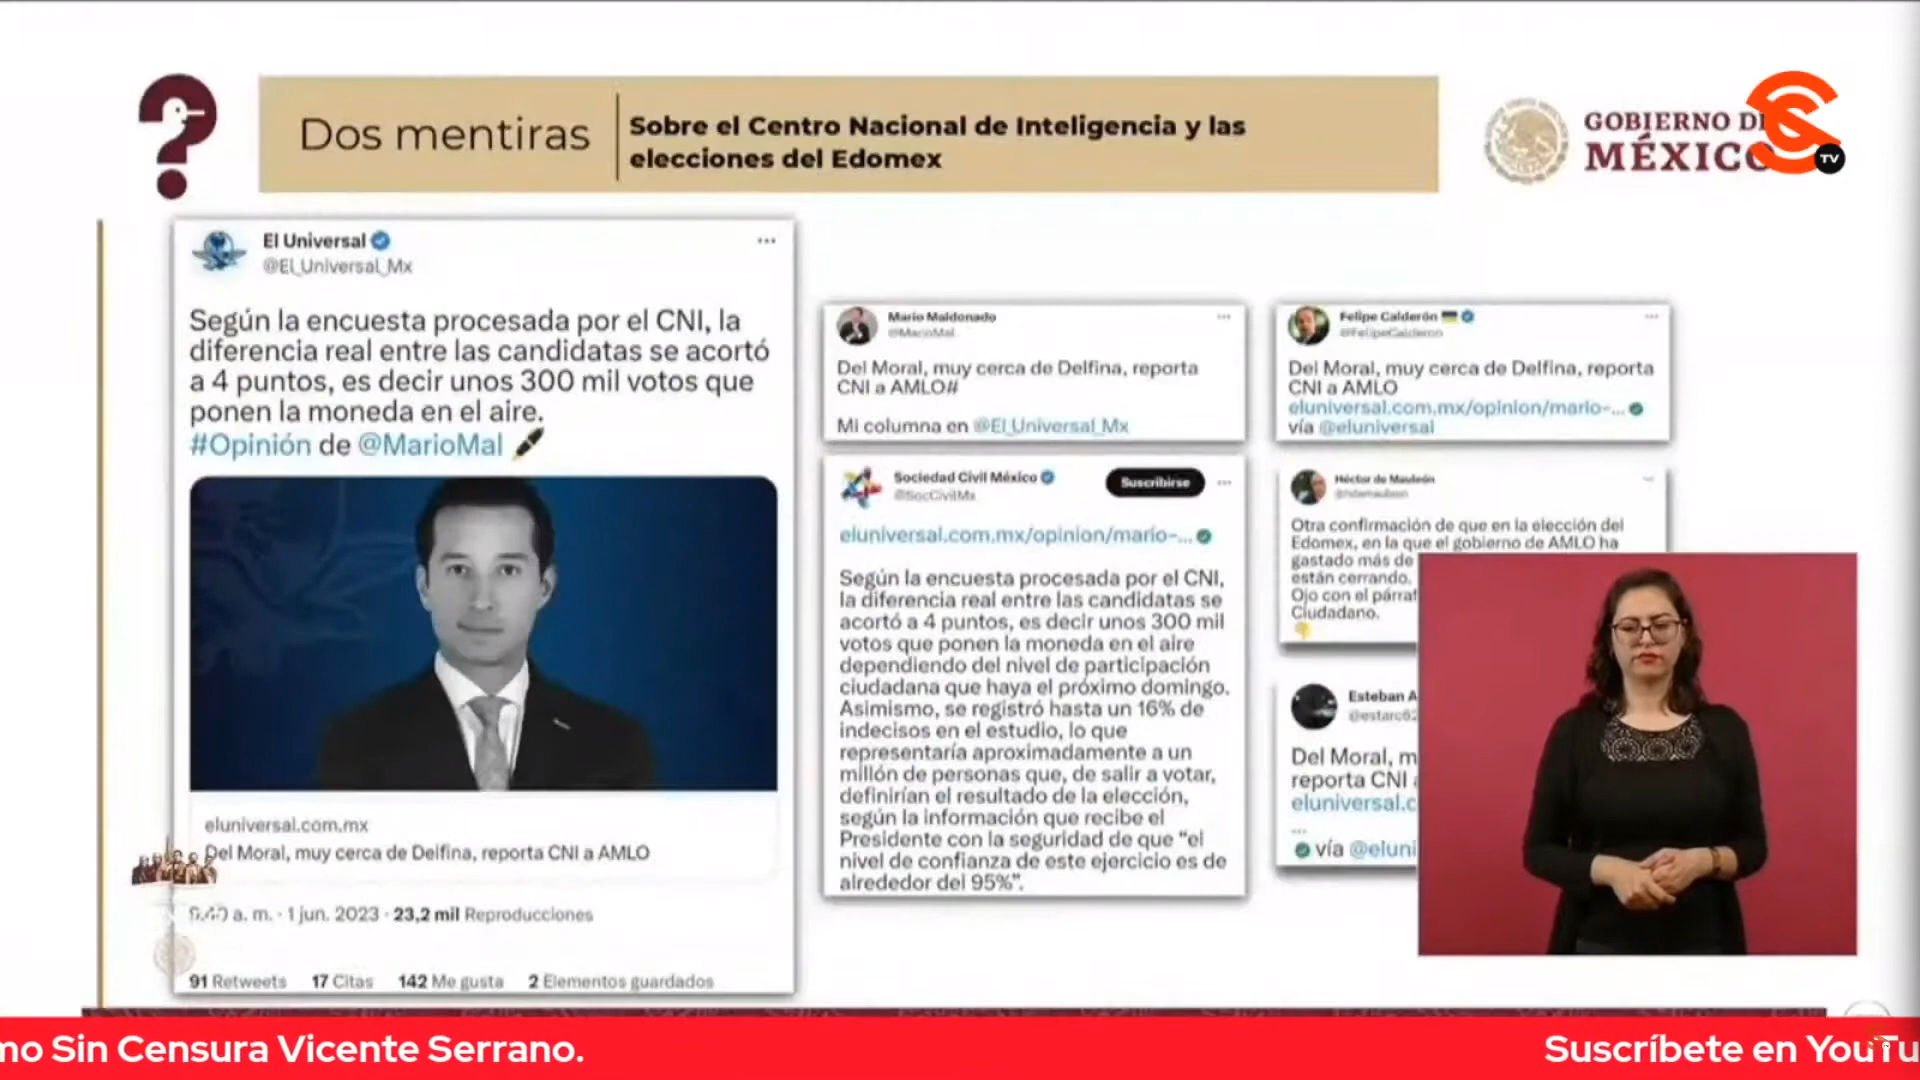 Dos mentiras
Sobre el Centro Nacional de Inteligencia y las
elecciones del Edomex
GOBIERNO DE
MÉXICO
TV
El Universal
@El_Universal_Mx
Según la encuesta procesada por el CNI, la
diferencia real entre las candidatas se acortó
a 4 puntos, es decir unos 300 mil votos que
ponen la moneda en el aire.
#Opinión de @MarioMal
eluniversal.com.mx
Del Moral, muy cerca de Delfina, reporta CNI a AMLO
a. m. · 1 jun. 2023 · 23,2 mil Reproducciones
91 Retweets 17 Citas 142 Me gusta 2 Elementos guardados
Mario Maldonado
@MarioMal
Del Moral, muy cerca de Delfina, reporta
CNI a AMLO#
Mi columna en @El_Universal_Mx
Sociedad Civil México
@SocCivilMx
Suscribirse
eluniversal.com.mx/opinion/mario-...
Según la encuesta procesada por el CNI,
la diferencia real entre las candidatas se
acortó a 4 puntos, es decir unos 300 mil
votos que ponen la moneda en el aire
dependiendo del nivel de participación
ciudadana que haya el próximo domingo.
Asimismo, se registró hasta un 16% de
indecisos en el estudio, lo que
representaría aproximadamente a un
millón de personas que, de salir a votar,
definirían el resultado de la elección,
según la información que recibe el
Presidente con la seguridad de que “el
nivel de confianza de este ejercicio es de
alrededor del 95%”.
Felipe Calderón
@FelipeCalderon
Del Moral, muy cerca de Delfina, reporta
CNI a AMLO
eluniversal.com.mx/opinion/mario-...
vía @eluniversal
Héctor de Mauleón
@hdemauleon
Otra confirmación de que en la elección del
Edomex, en la que el gobierno de AMLO ha
gastado más de
están cerrando.
Ojo con el párraf
Ciudadano.
Esteban A
@estarc62
Del Moral, m
reporta CNI
eluniversal.c
...
vía @eluni
mo Sin Censura Vicente Serrano.
Suscríbete en YouTu